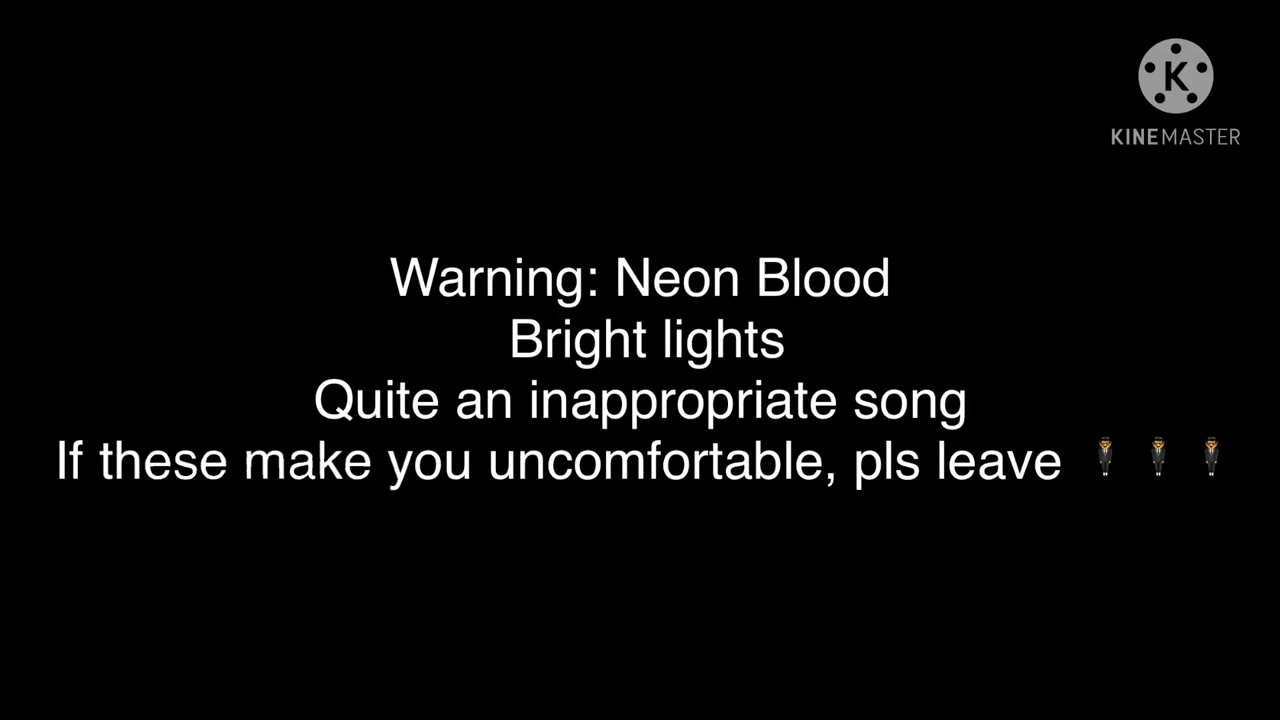 K
KINEMASTER
Warning: Neon Blood
Bright lights
Quite an inappropriate song
If these make you uncomfortable, pls leave 🕴🕴🕴